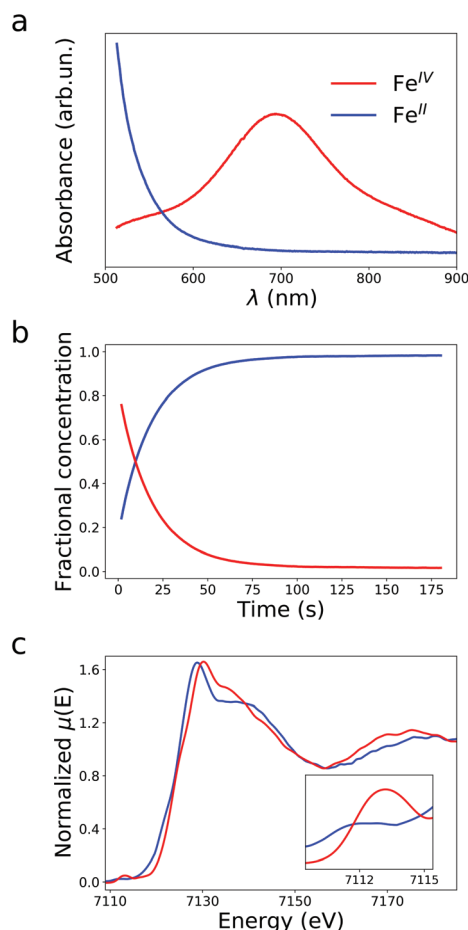 a
Absorbance (arb.un.)
Fe^IV
Fe^II
500 600 700 800 900
λ (nm)
b
Fractional concentration
1.0
0.8
0.6
0.4
0.2
0.0
0 25 50 75 100 125 150 175
Time (s)
c
Normalized μ(E)
1.6
1.2
0.8
0.4
0.0
7112 7115
7110 7130 7150 7170
Energy (eV)